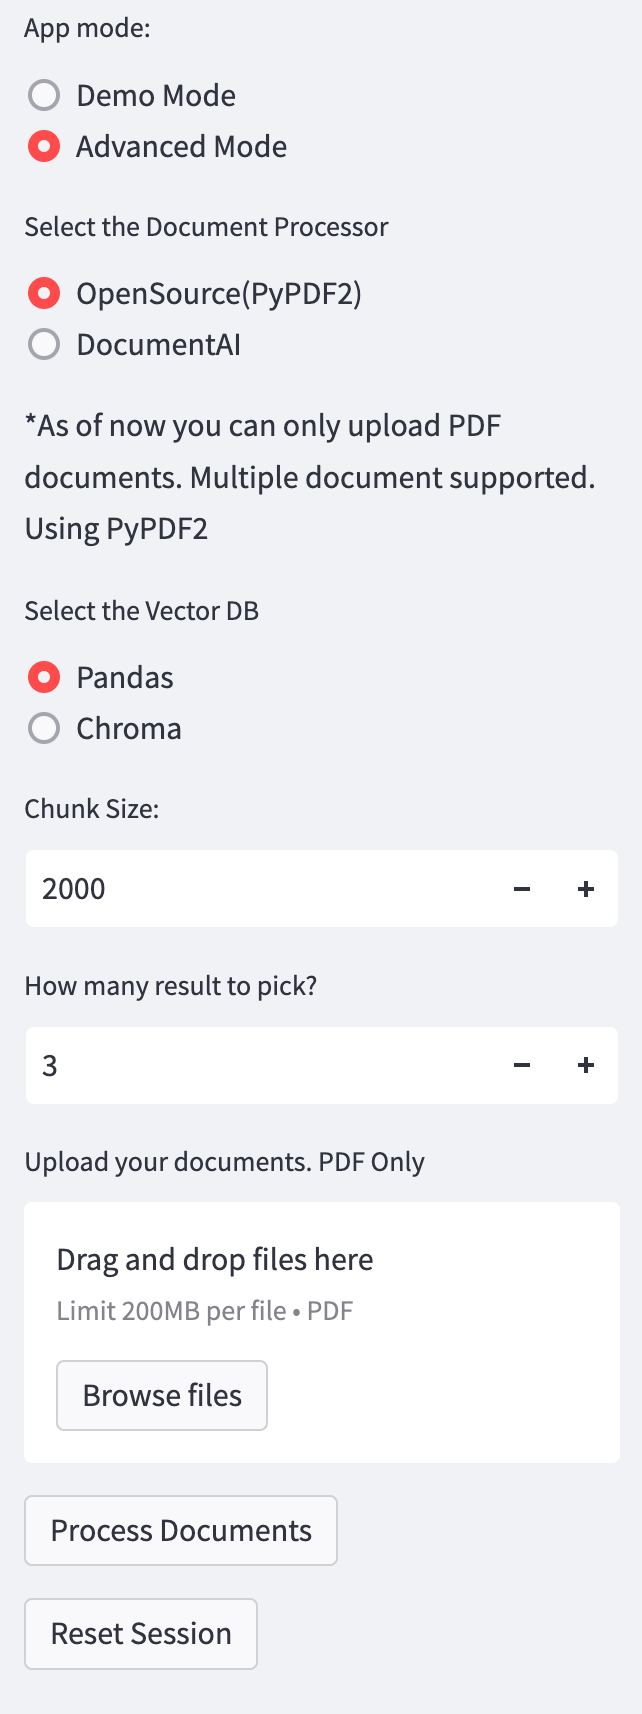 App mode:
Demo Mode
Advanced Mode
Select the Document Processor
OpenSource(PyPDF2)
DocumentAI
*As of now you can only upload PDF
documents. Multiple document supported.
Using PyPDF2
Select the Vector DB
Pandas
Chroma
Chunk Size:
2000 − +
How many result to pick?
3 − +
Upload your documents. PDF Only
Drag and drop files here
Limit 200MB per file • PDF
Browse files
Process Documents
Reset Session